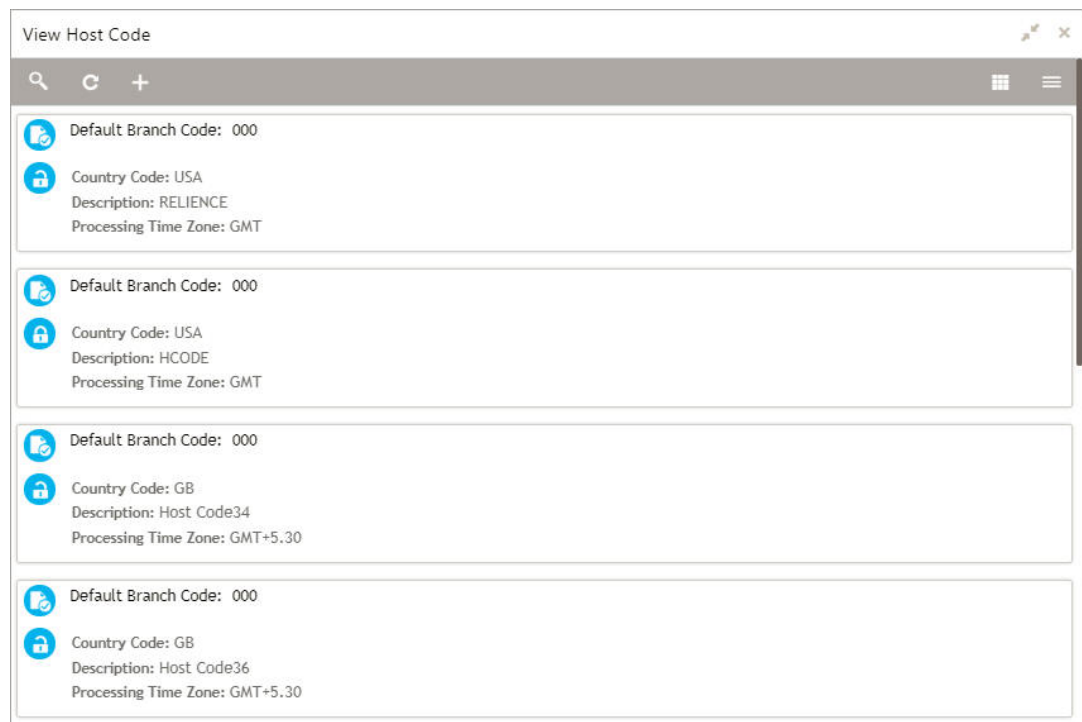 View Host Code
Default Branch Code: 000
Country Code: USA
Description: RELIENCE
Processing Time Zone: GMT
Default Branch Code: 000
Country Code: USA
Description: HCODE
Processing Time Zone: GMT
Default Branch Code: 000
Country Code: GB
Description: Host Code34
Processing Time Zone: GMT+5.30
Default Branch Code: 000
Country Code: GB
Description: Host Code36
Processing Time Zone: GMT+5.30